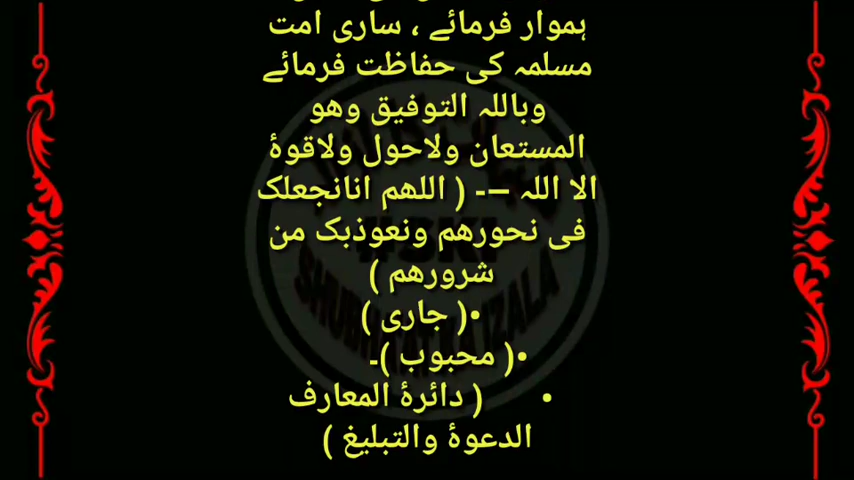 ہموار فرمائے ، ساری امت
مسلمہ کی حفاظت فرمائے
وباللہ التوفیق وھو
المستعان ولاحول ولاقوۃ
الا اللہ —۔ ( اللھم انانجعلک
فی نحورھم ونعوذبک من
شرورھم )
•( جاری )
•( محبوب )۔
• ( دائرۃ المعارف
الدعوۃ والتبلیغ )